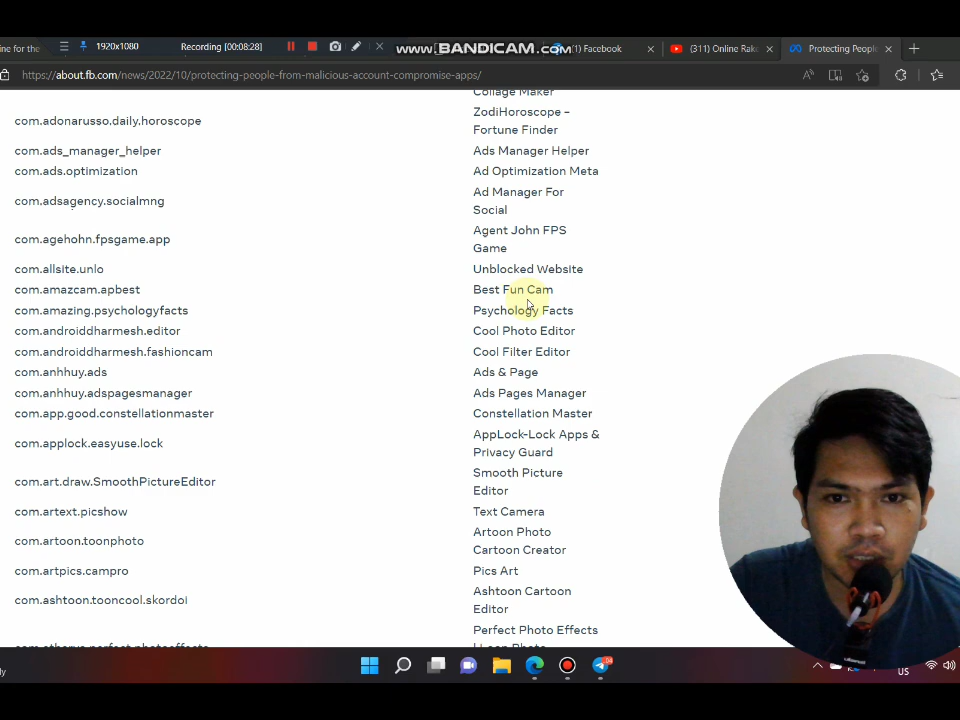 ine for the
1920x1080
Recording [00:08:28]
www.BANDICAM.com
(1) Facebook
(311) Online Rak
Protecting Peopl
https://about.fb.com/news/2022/10/protecting-people-from-malicious-account-compromise-apps/
Collage Maker
com.adonarusso.daily.horoscope
ZodiHoroscope –
Fortune Finder
com.ads_manager_helper
Ads Manager Helper
com.ads.optimization
Ad Optimization Meta
com.adsagency.socialmng
Ad Manager For
Social
com.agehohn.fpsgame.app
Agent John FPS
Game
com.allsite.unlo
Unblocked Website
com.amazcam.apbest
Best Fun Cam
com.amazing.psychologyfacts
Psychology Facts
com.androiddharmesh.editor
Cool Photo Editor
com.androiddharmesh.fashioncam
Cool Filter Editor
com.anhhuy.ads
Ads & Page
com.anhhuy.adspagesmanager
Ads Pages Manager
com.app.good.constellationmaster
Constellation Master
com.applock.easyuse.lock
AppLock-Lock Apps &
Privacy Guard
com.art.draw.SmoothPictureEditor
Smooth Picture
Editor
com.artext.picshow
Text Camera
com.artoon.toonphoto
Artoon Photo
Cartoon Creator
com.artpics.campro
Pics Art
com.ashtoon.tooncool.skordoi
Ashtoon Cartoon
Editor
Perfect Photo Effects
US